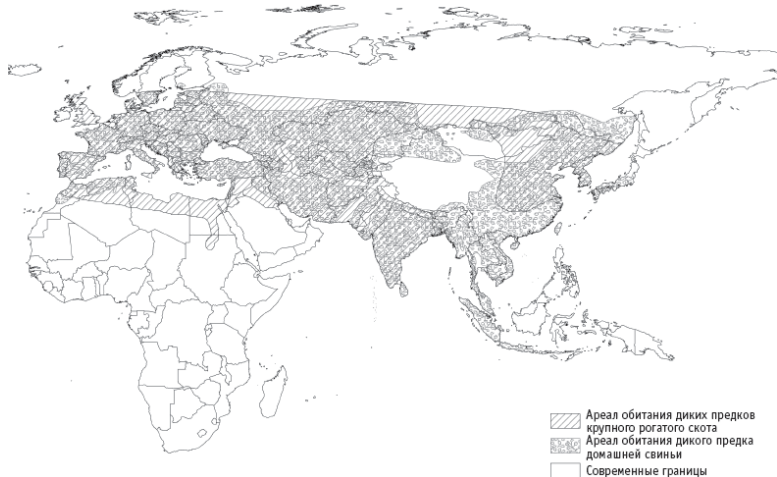 Ареал обитания диких предков
крупного рогатого скота
Ареал обитания дикого предка
домашней свиньи
Современные границы